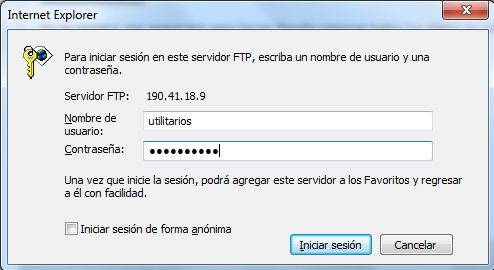 Internet Explorer
Para iniciar sesión en este servidor FTP, escriba un nombre de usuario y una
contraseña.
Servidor FTP: 190.41.18.9
Nombre de
usuario: utilitarios
Contraseña: ●●●●●●●●●●
Una vez que inicie la sesión, podrá agregar este servidor a los Favoritos y regresar
a él con facilidad.
Iniciar sesión de forma anónima
Iniciar sesión Cancelar